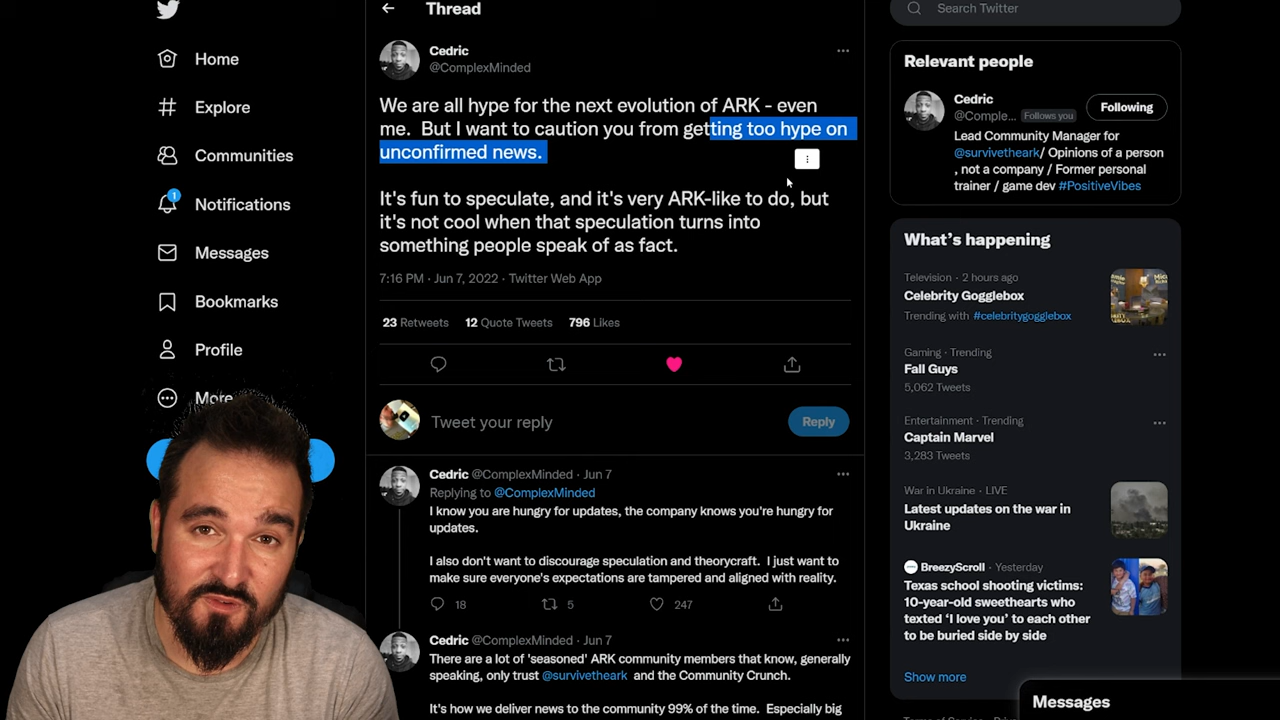 Home
Explore
Communities
1
Notifications
Messages
Bookmarks
Profile
More
Thread
Cedric
@ComplexMinded
We are all hype for the next evolution of ARK - even
me. But I want to caution you from getting too hype on
unconfirmed news.
It's fun to speculate, and it's very ARK-like to do, but
it's not cool when that speculation turns into
something people speak of as fact.
7:16 PM · Jun 7, 2022 · Twitter Web App
23 Retweets 12 Quote Tweets 796 Likes
Tweet your reply
Reply
Cedric @ComplexMinded · Jun 7
Replying to @ComplexMinded
I know you are hungry for updates, the company knows you're hungry for
updates.
I also don't want to discourage speculation and theorycraft. I just want to
make sure everyone's expectations are tampered and aligned with reality.
18 5 247
Cedric @ComplexMinded · Jun 7
There are a lot of 'seasoned' ARK community members that know, generally
speaking, only trust @survivetheark and the Community Crunch.
It's how we deliver news to the community 99% of the time. Especially big
Search Twitter
Relevant people
Cedric
@Comple... Follows you
Following
Lead Community Manager for
@survivetheark/ Opinions of a person
, not a company / Former personal
trainer / game dev #PositiveVibes
What's happening
Television · 2 hours ago
Celebrity Gogglebox
Trending with #celebritygogglebox
Gaming · Trending
Fall Guys
5,062 Tweets
Entertainment · Trending
Captain Marvel
3,283 Tweets
War in Ukraine · LIVE
Latest updates on the war in
Ukraine
BreezyScroll · Yesterday
Texas school shooting victims:
10-year-old sweethearts who
texted 'I love you' to each other
to be buried side by side
Show more
Messages